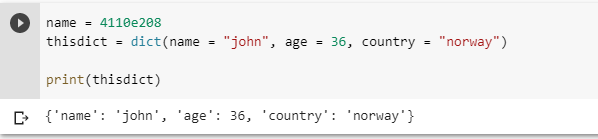 name = 4110e208
thisdict = dict(name = "john", age = 36, country = "norway")
print(thisdict)
{'name': 'john', 'age': 36, 'country': 'norway'}